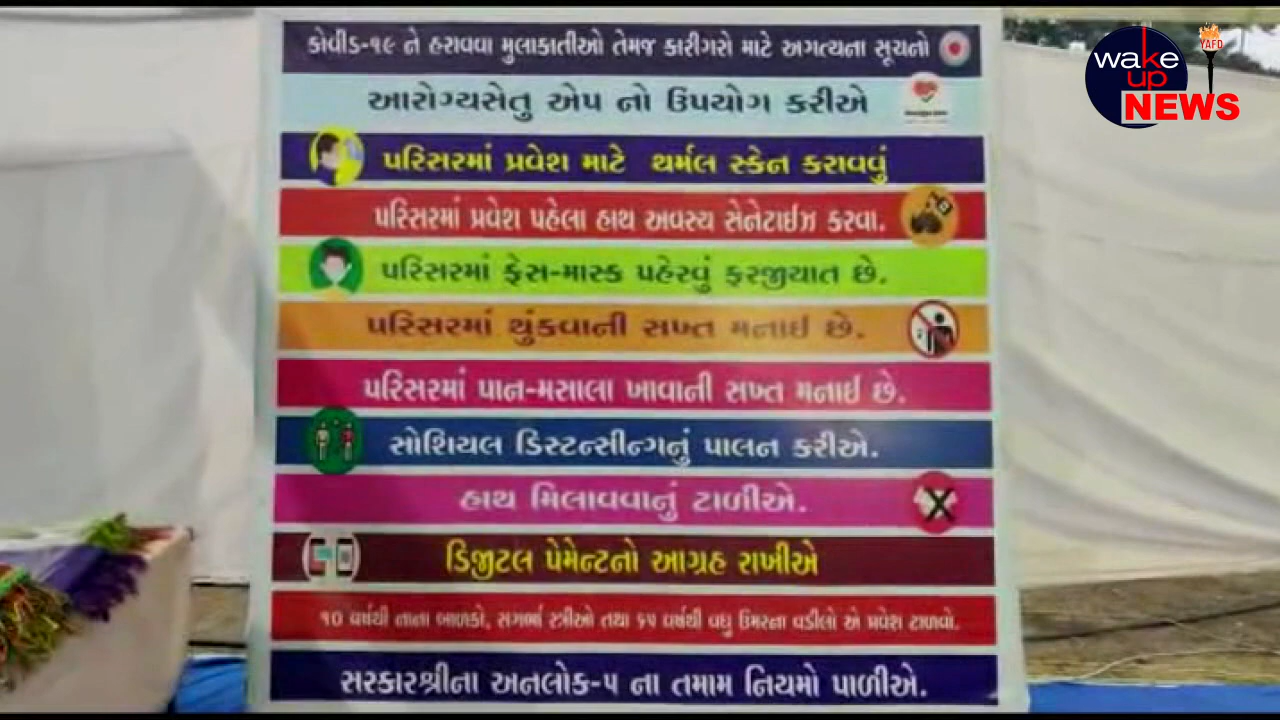 wake up NEWS
YAFD
કોવીડ-૧૯ ને હરાવવા મુલાકાતીઓ તેમજ કારીગરો માટે અગત્યના સૂચનો
આરોગ્યસેતુ એપ નો ઉપયોગ કરીએ
પરિસરમાં પ્રવેશ માટે થર્મલ સ્કેન કરાવવું
પરિસરમાં પ્રવેશ પહેલા હાથ અવસ્ય સેનેટાઈઝ કરવા.
પરિસરમાં ફેસ-માસ્ક પહેરવું ફરજીયાત છે.
પરિસરમાં થુંકવાની સખ્ત મનાઈ છે.
પરિસરમાં પાન-મસાલા ખાવાની સખ્ત મનાઈ છે.
સોશિયલ ડિસ્ટન્સીન્ગનું પાલન કરીએ.
હાથ મિલાવવાનું ટાળીએ.
ડિજીટલ પેમેન્ટનો આગ્રહ રાખીએ
૧૦ વર્ષથી નાના બાળકો, સગર્ભા સ્ત્રીઓ તથા ૬૫ વર્ષથી વધુ ઉંમરના વડીલો એ પ્રવેશ ટાળવો.
સરકારશ્રીના અનલોક-૫ ના તમામ નિયમો પાળીએ.